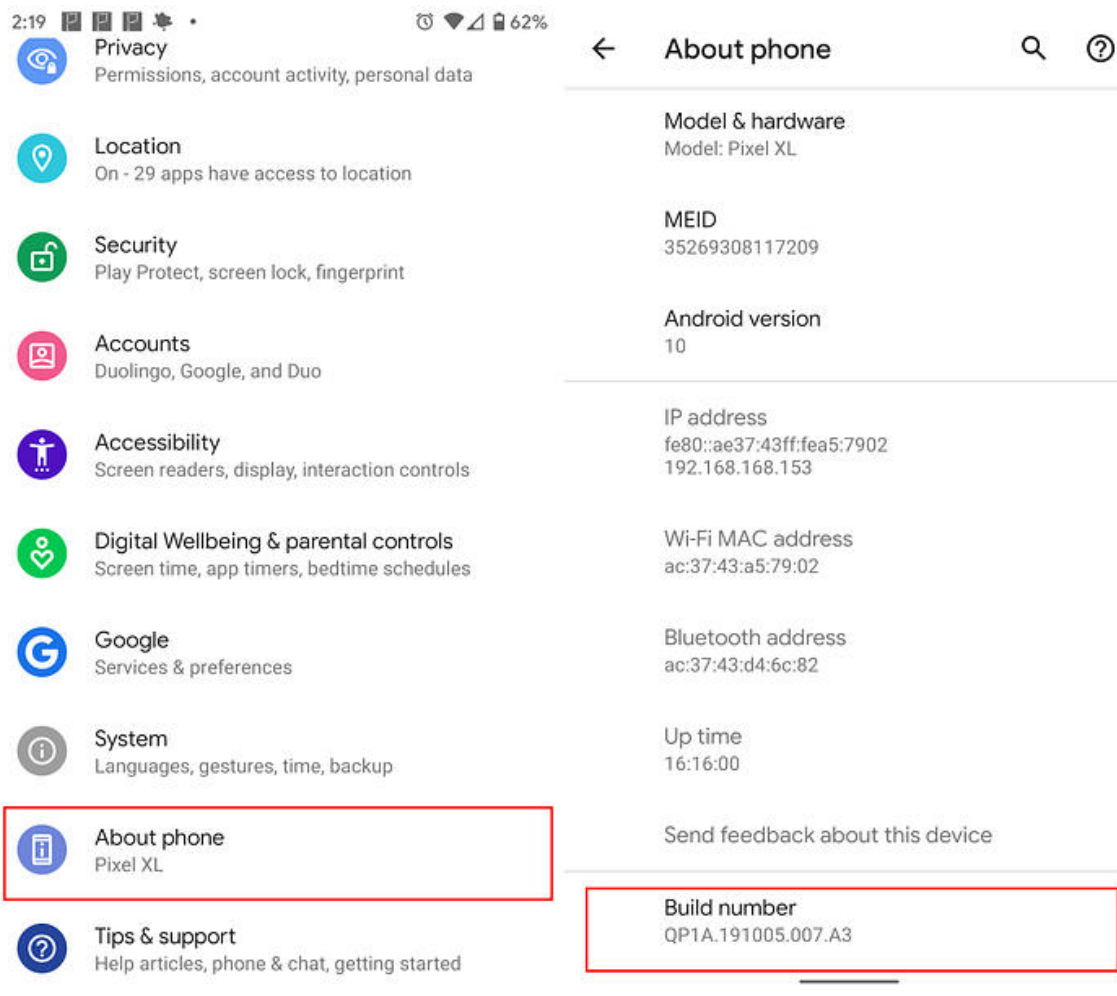 2:19
62%
Privacy
Permissions, account activity, personal data
Location
On - 29 apps have access to location
Security
Play Protect, screen lock, fingerprint
Accounts
Duolingo, Google, and Duo
Accessibility
Screen readers, display, interaction controls
Digital Wellbeing & parental controls
Screen time, app timers, bedtime schedules
Google
Services & preferences
System
Languages, gestures, time, backup
About phone
Pixel XL
Tips & support
Help articles, phone & chat, getting started
About phone
Model & hardware
Model: Pixel XL
MEID
35269308117209
Android version
10
IP address
fe80::ae37:43ff:fea5:7902
192.168.168.153
Wi-Fi MAC address
ac:37:43:a5:79:02
Bluetooth address
ac:37:43:d4:6c:82
Up time
16:16:00
Send feedback about this device
Build number
QP1A.191005.007.A3